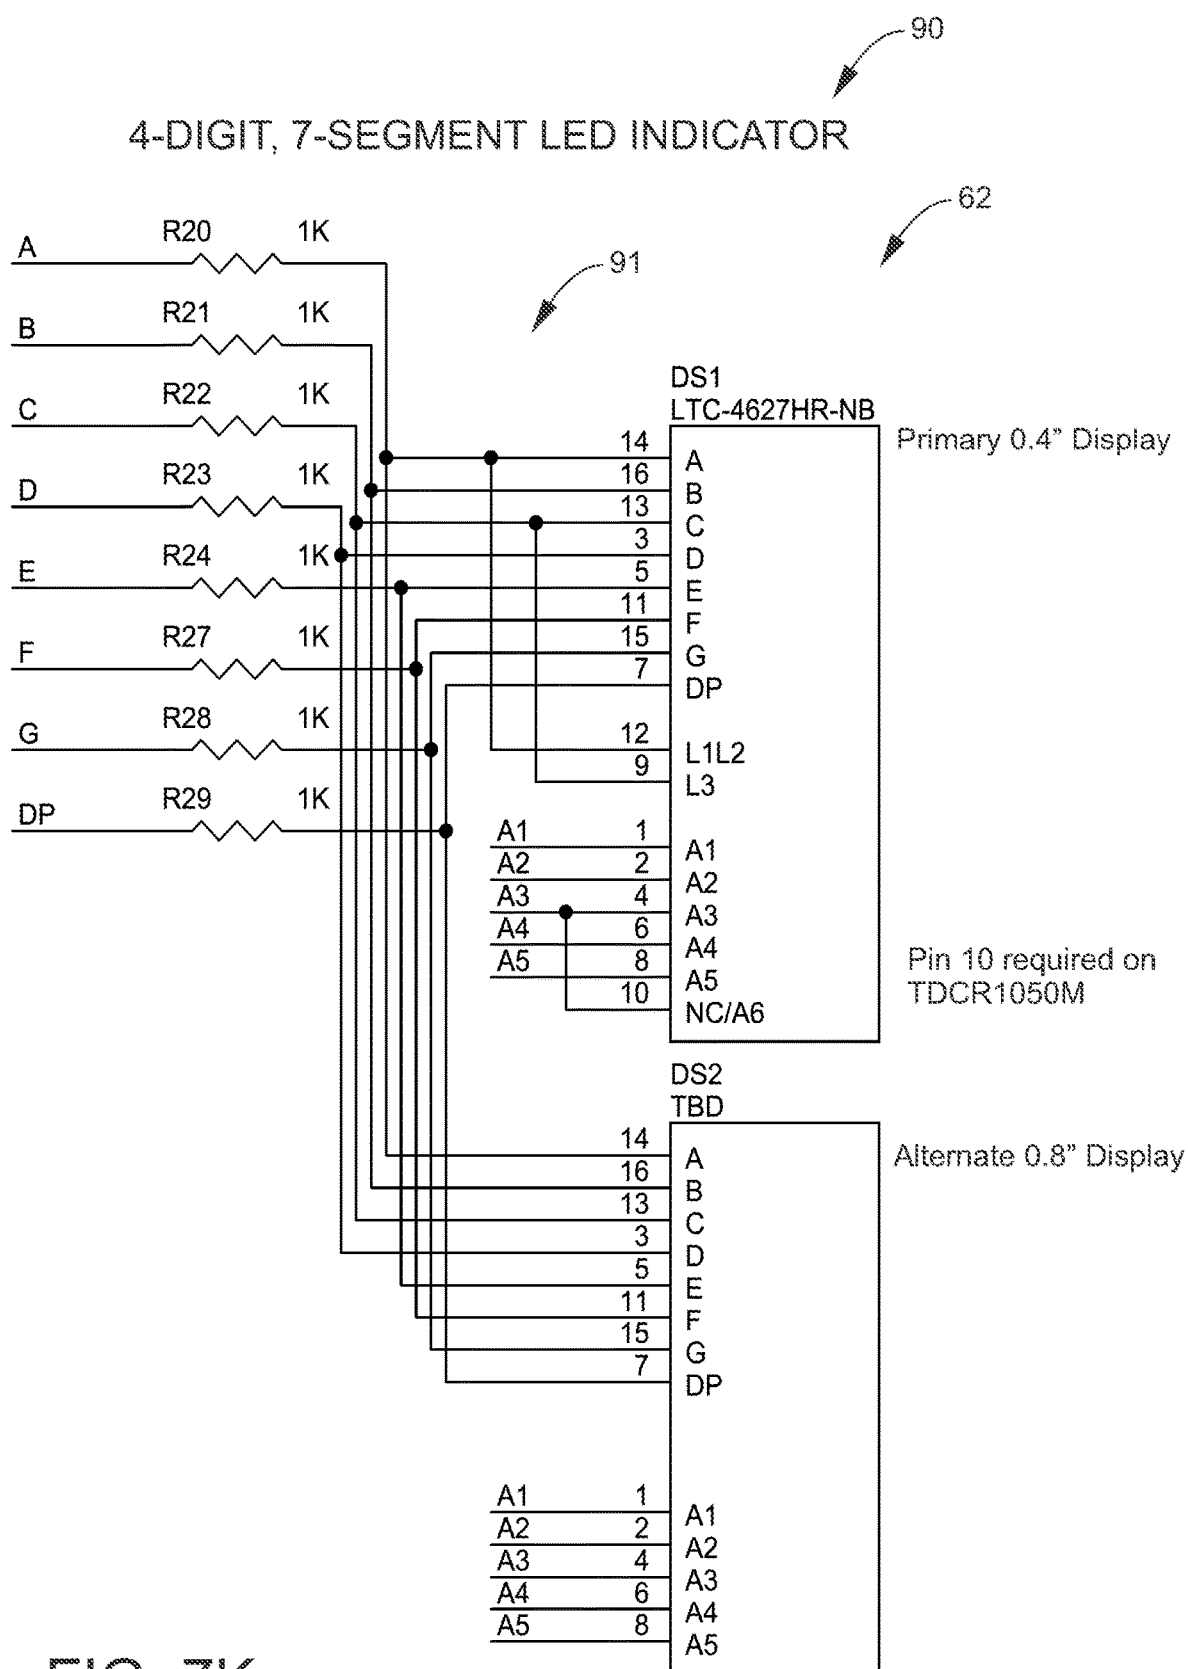 90
4-DIGIT, 7-SEGMENT LED INDICATOR
62
91
A R20 1K
B R21 1K
C R22 1K
D R23 1K
E R24 1K
F R27 1K
G R28 1K
DP R29 1K
DS1
LTC-4627HR-NB
Primary 0.4” Display
14 A
16 B
13 C
3 D
5 E
11 F
15 G
7 DP
12 L1L2
9 L3
A1 1 A1
A2 2 A2
A3 4 A3
A4 6 A4
A5 8 A5
10 NC/A6
Pin 10 required on
TDCR1050M
DS2
TBD
Alternate 0.8” Display
14 A
16 B
13 C
3 D
5 E
11 F
15 G
7 DP
A1 1 A1
A2 2 A2
A3 4 A3
A4 6 A4
A5 8 A5
FIG. 7K